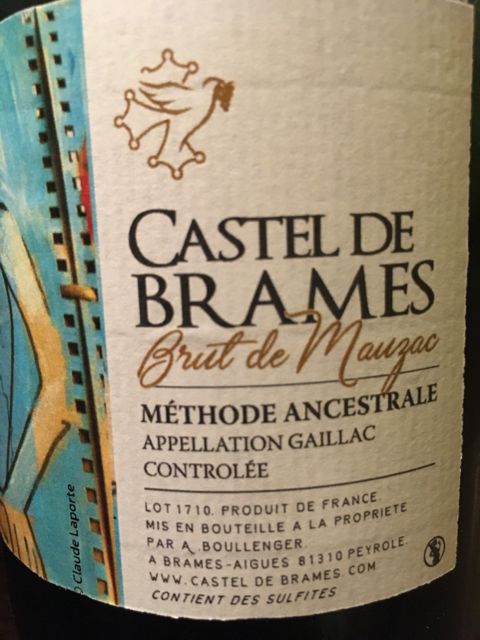 CASTEL DE
BRAMES
Brut de Mauzac
MÉTHODE ANCESTRALE
APPELLATION GAILLAC
CONTROLÉE
LOT 1710. PRODUIT DE FRANCE.
MIS EN BOUTEILLE A LA PROPRIETE
PAR A. BOULLENGER.
A BRAMES-AIGUES 81310 PEYROLE.
WWW.CASTEL DE BRAMES.COM
CONTIENT DES SULFITES
© Claude Laporte